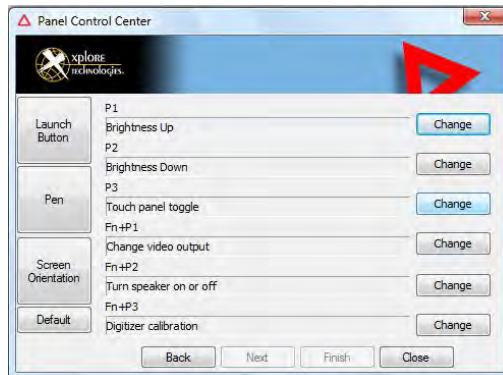 Panel Control Center
xplore
technologies.
Launch
Button
Pen
Screen
Orientation
Default
P1
Brightness Up
Change
P2
Brightness Down
Change
P3
Touch panel toggle
Change
Fn+P1
Change video output
Change
Fn+P2
Turn speaker on or off
Change
Fn+P3
Digitizer calibration
Change
Back Next Finish Close